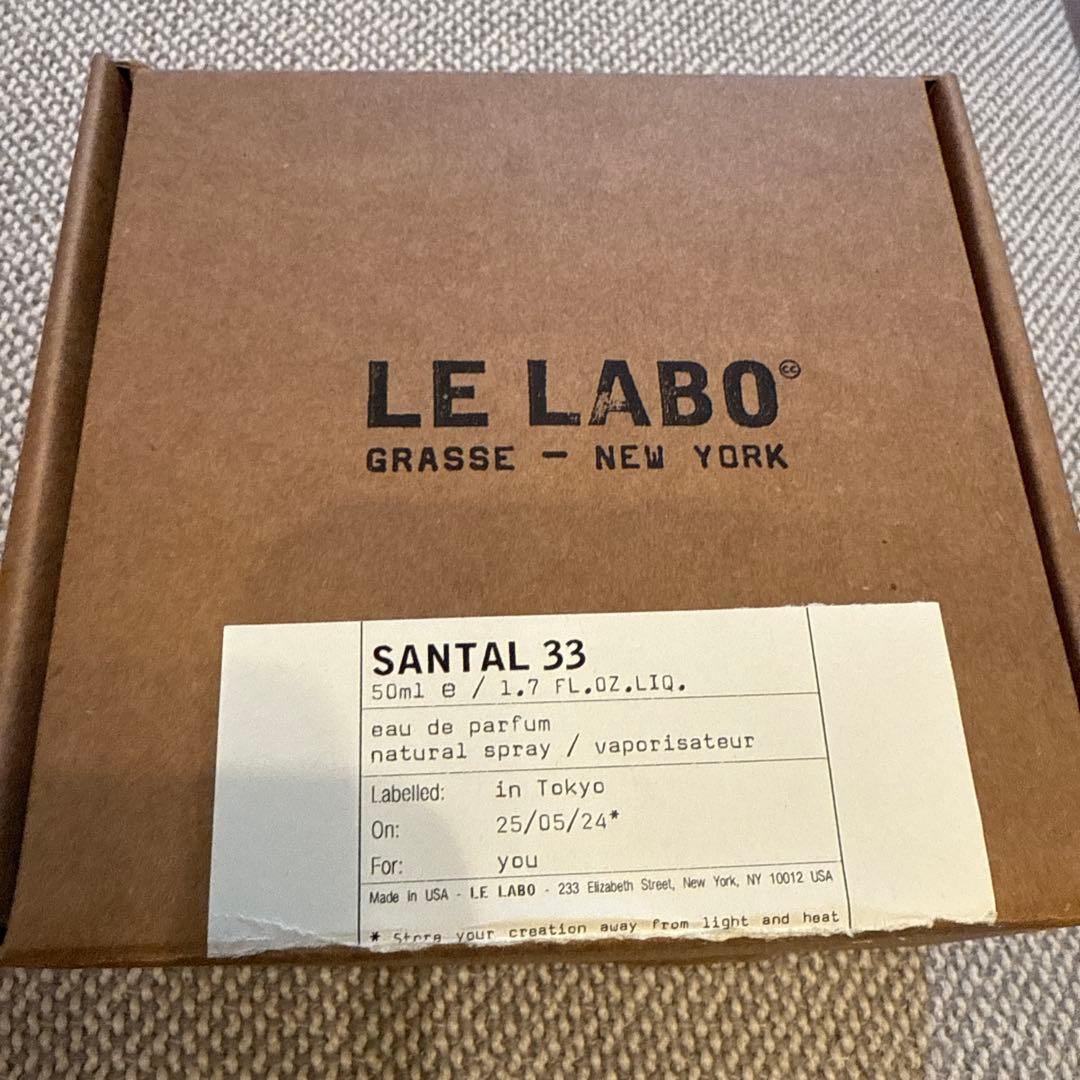 LE LABO
GRASSE — NEW YORK
SANTAL 33
50ml e / 1.7 FL.OZ.LIQ.
eau de parfum
natural spray / vaporisateur
Labelled: in Tokyo
On: 25/05/24*
For: you
Made in USA - LE LABO - 233 Elizabeth Street, New York, NY 10012 USA
* Store your creation away from light and heat